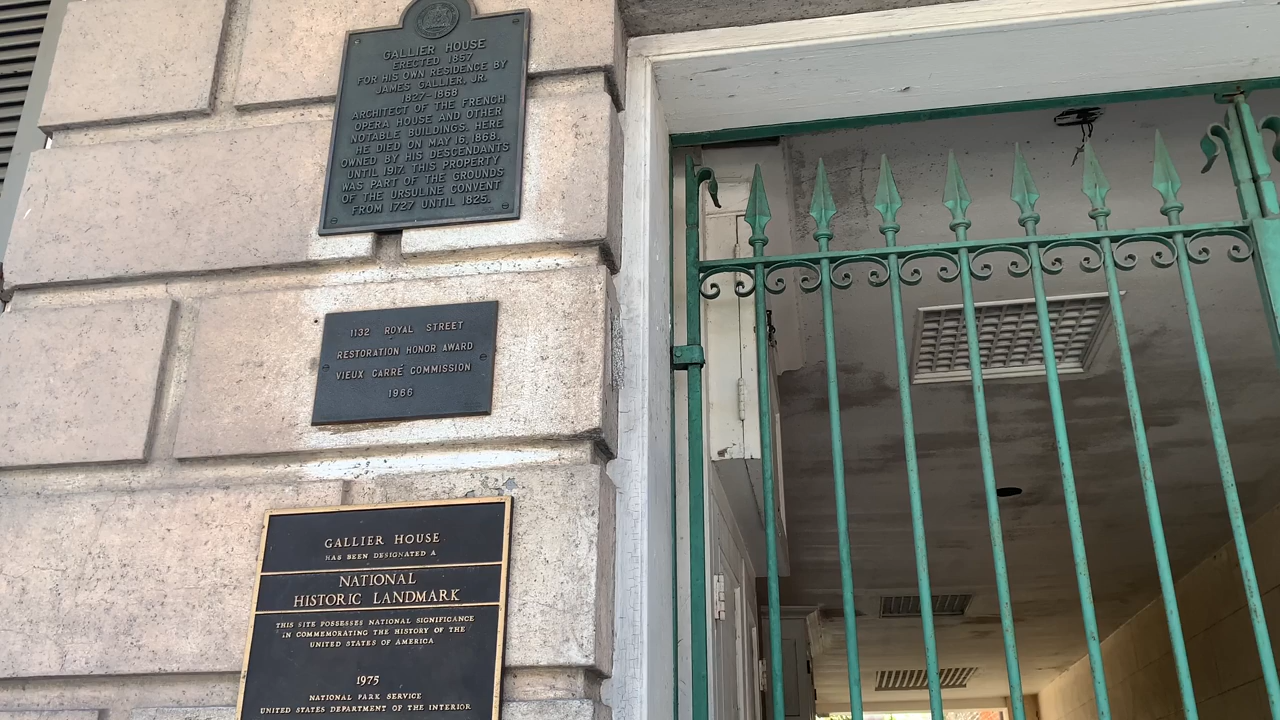 GALLIER HOUSE
ERECTED 1857
FOR HIS OWN RESIDENCE BY
JAMES GALLIER, JR.
1827-1868
ARCHITECT OF THE FRENCH
OPERA HOUSE AND OTHER
NOTABLE BUILDINGS. HERE
HE DIED ON MAY 16, 1868.
OWNED BY HIS DESCENDANTS
UNTIL 1917. THIS PROPERTY
WAS PART OF THE GROUNDS
OF THE URSULINE CONVENT
FROM 1727 UNTIL 1825.
1132 ROYAL STREET
RESTORATION HONOR AWARD
VIEUX CARRÉ COMMISSION
1966
GALLIER HOUSE
HAS BEEN DESIGNATED A
NATIONAL
HISTORIC LANDMARK
THIS SITE POSSESSES NATIONAL SIGNIFICANCE
IN COMMEMORATING THE HISTORY OF THE
UNITED STATES OF AMERICA
1975
NATIONAL PARK SERVICE
UNITED STATES DEPARTMENT OF THE INTERIOR